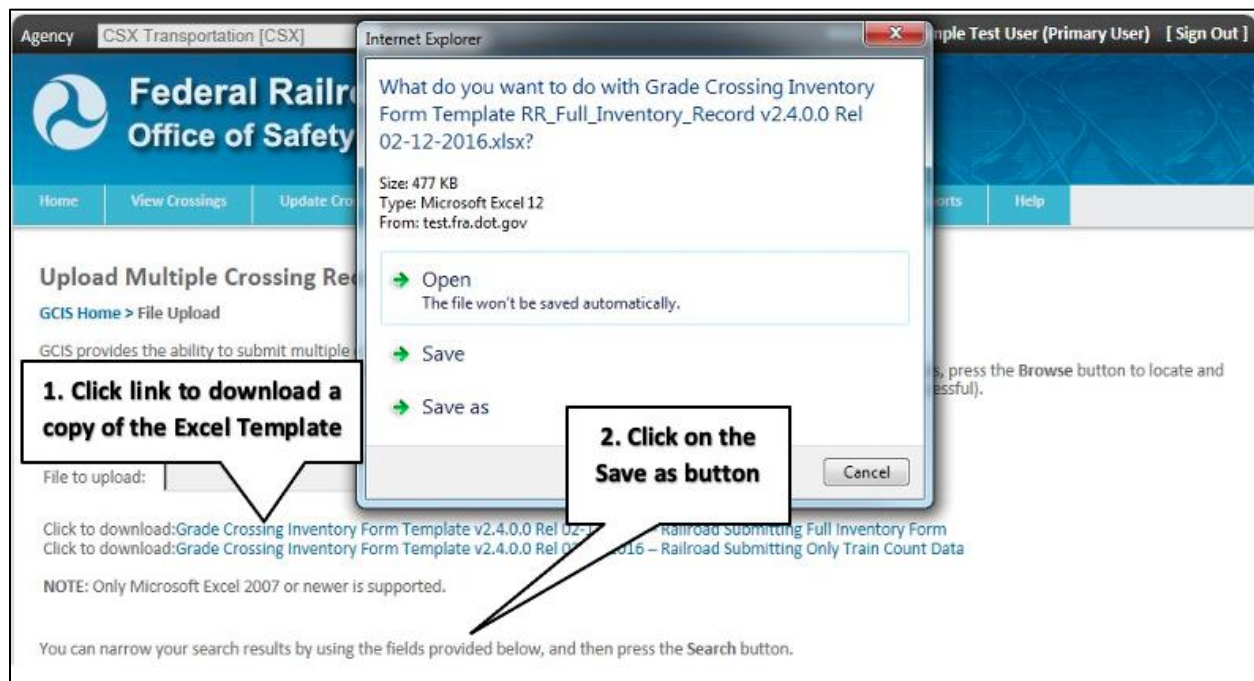 Agency CSX Transportation [CSX]
Test User (Primary User) [ Sign Out ]
Federal
Office of Safety
Home View Crossings Update Help
Internet Explorer
What do you want to do with Grade Crossing Inventory
Form Template RR_Full_Inventory_Record v2.4.0.0 Rel
02-12-2016.xlsx?
Size: 477 KB
Type: Microsoft Excel 12
From: test.fra.dot.gov
Open
The file won't be saved automatically.
Save
Save as
Cancel
Upload Multiple Crossing
GCIS Home > File Upload
GCIS provides the ability to submit multiple
press the Browse button to locate and
1. Click link to download a
copy of the Excel Template
2. Click on the
Save as button
File to upload:
Click to download:Grade Crossing Inventory Form Template v2.4.0.0 Rel Railroad Submitting Full Inventory Form
Click to download:Grade Crossing Inventory Form Template v2.4.0.0 Rel – Railroad Submitting Only Train Count Data
NOTE: Only Microsoft Excel 2007 or newer is supported.
You can narrow your search results by using the fields provided below, and then press the Search button.